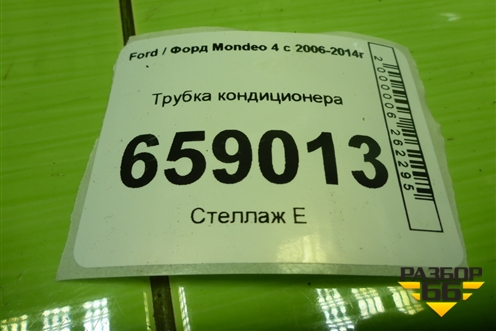 Ford / Форд Mondeo 4 с 2006-2014г
Трубка кондиционера
659013
Стеллаж Е
2000006262295
РАЗБОР
66